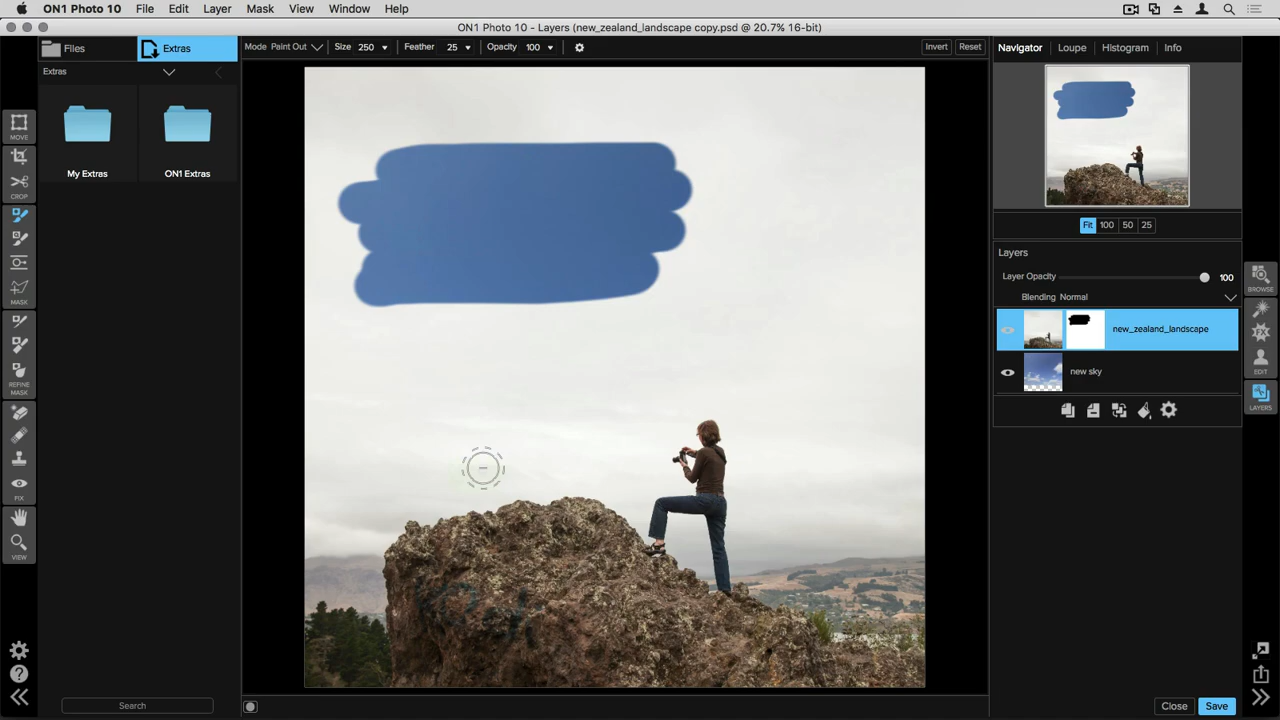 ON1 Photo 10 File Edit Layer Mask View Window Help
ON1 Photo 10 - Layers (new_zealand_landscape copy.psd @ 20.7% 16-bit)
Files Extras
Mode Paint Out Size 250 Feather 25 Opacity 100
Invert Reset
Navigator Loupe Histogram Info
Extras
My Extras ON1 Extras
MOVE
CROP
MASK
REFINE
MASK
FIX
VIEW
Fit 100 50 25
Layers
Layer Opacity 100
Blending Normal
new_zealand_landscape
new sky
BROWSE
FX
EDIT
LAYERS
Search
Close Save